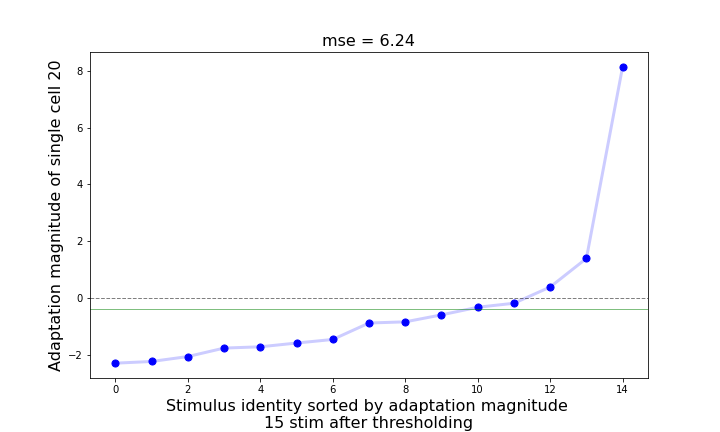 mse = 6.24
Adaptation magnitude of single cell 20
8
6
4
2
0
−2
0 2 4 6 8 10 12 14
Stimulus identity sorted by adaptation magnitude
15 stim after thresholding